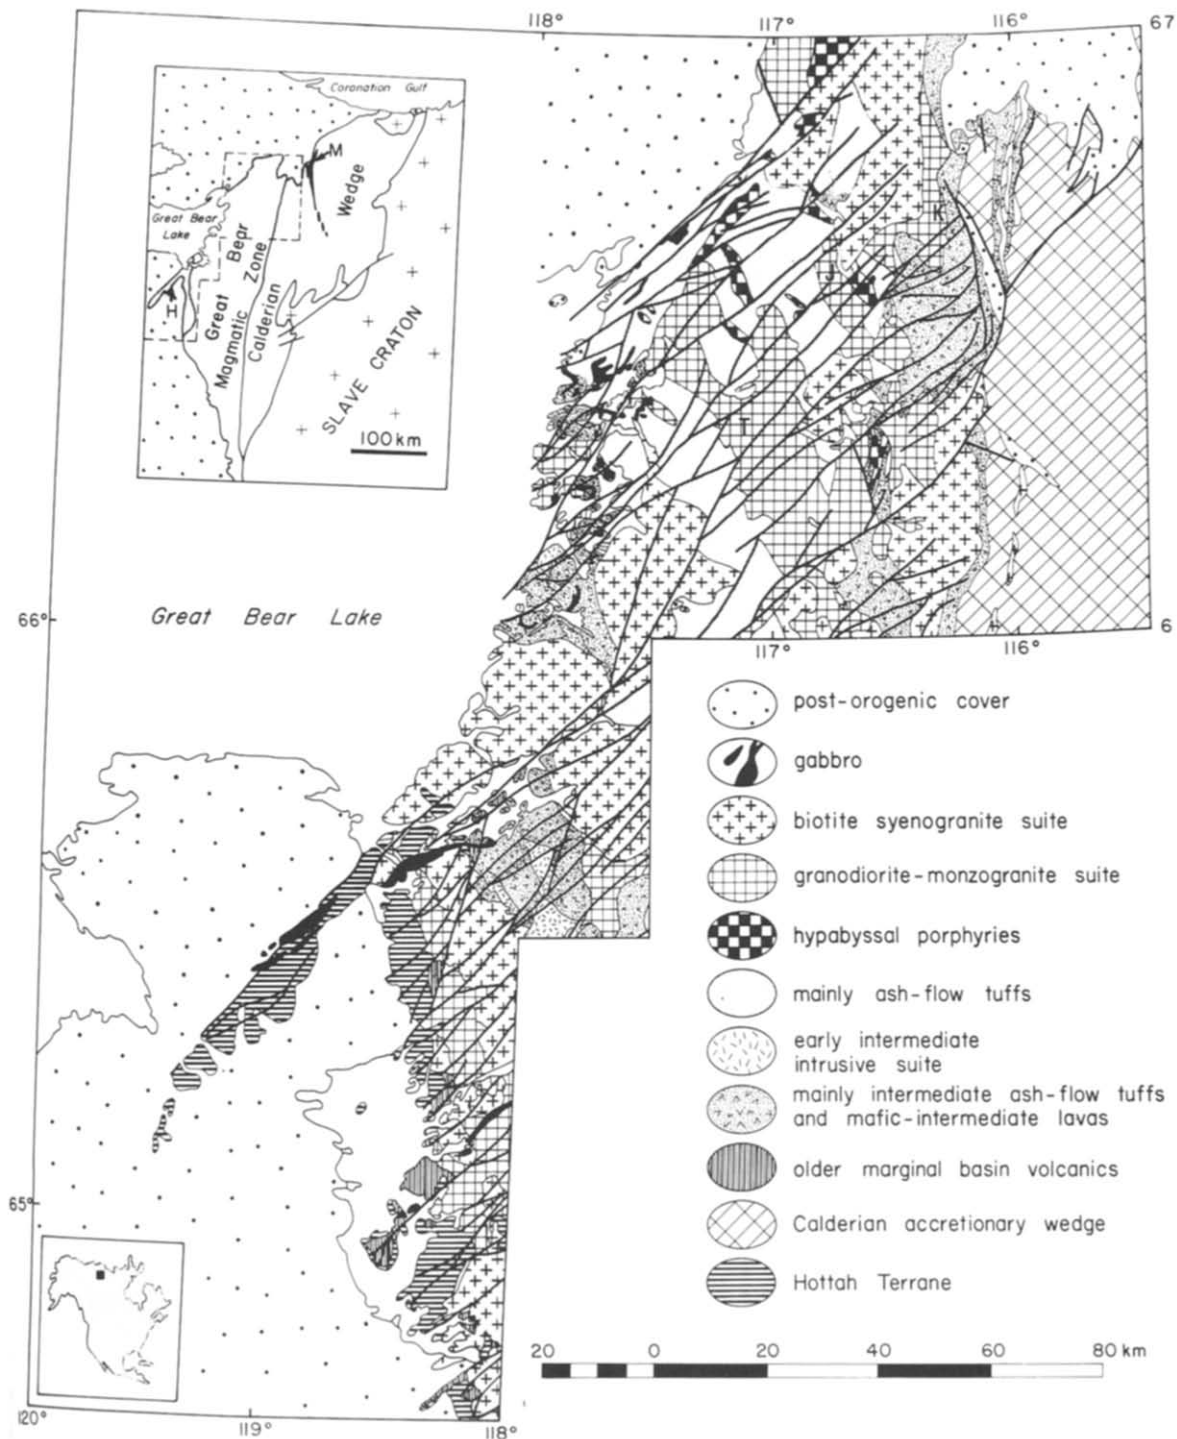 118°
117°
116°
67
Coronation Gulf
M
Wedge
Great Bear
Lake
Bear
Zone
H
Great
Magmatic
Calderian
SLAVE CRATON
100 km
K
J
T
Great Bear Lake
66°
6
117°
116°
post-orogenic cover
gabbro
biotite syenogranite suite
granodiorite-monzogranite suite
hypabyssal porphyries
mainly ash-flow tuffs
early intermediate
intrusive suite
mainly intermediate ash-flow tuffs
and mafic-intermediate lavas
older marginal basin volcanics
Calderian accretionary wedge
Hottah Terrane
65°
20 0 20 40 60 80 km
120°
119°
118°